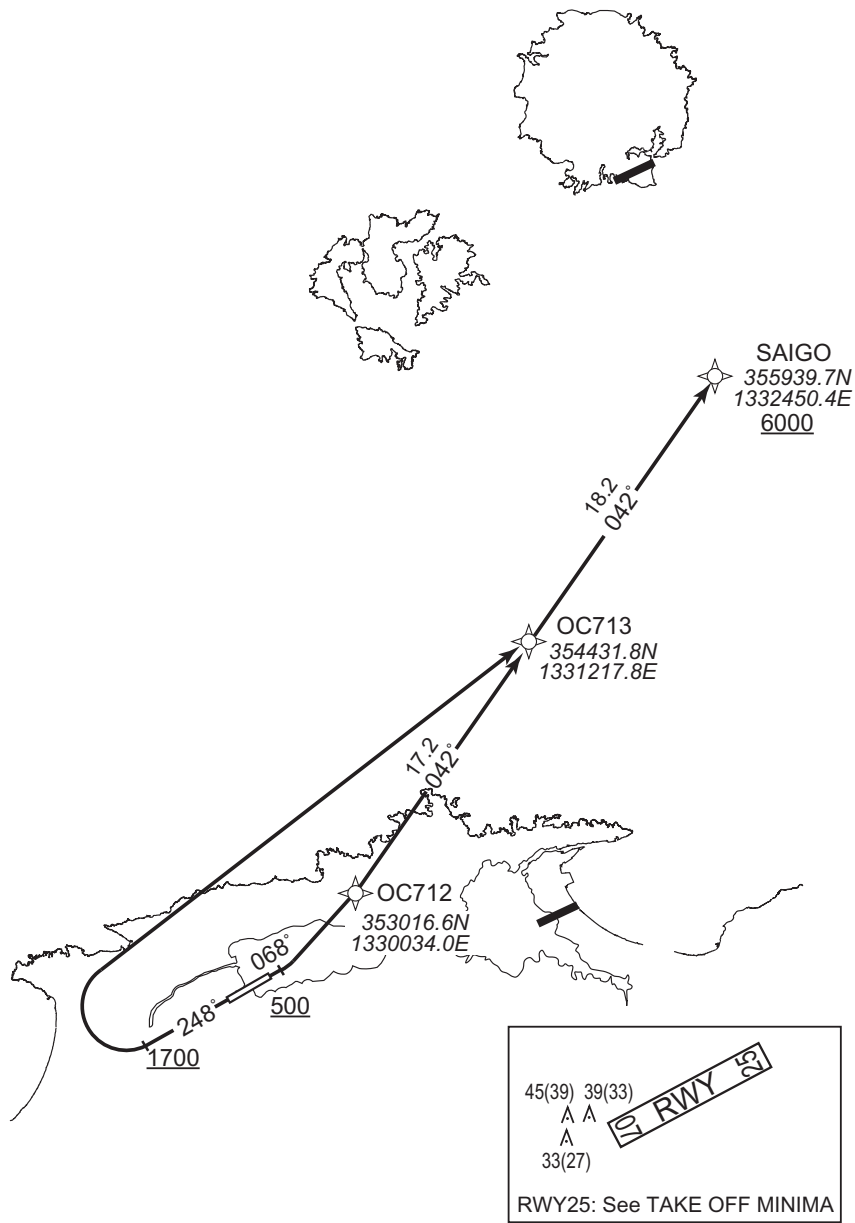 SAIGO
355939.7N
1332450.4E
6000
18.2
042°
OC713
354431.8N
1331217.8E
17.2
042°
OC712
353016.6N
1330034.0E
068°
248°
500
1700
45(39) 39(33)
33(27)
07 RWY 25
RWY25: See TAKE OFF MINIMA